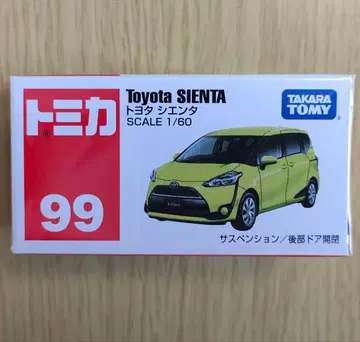 トミカ
99
Toyota SIENTA
トヨタ シエンタ
SCALE 1/60
TAKARA
TOMY
サスペンション／後部ドア開閉